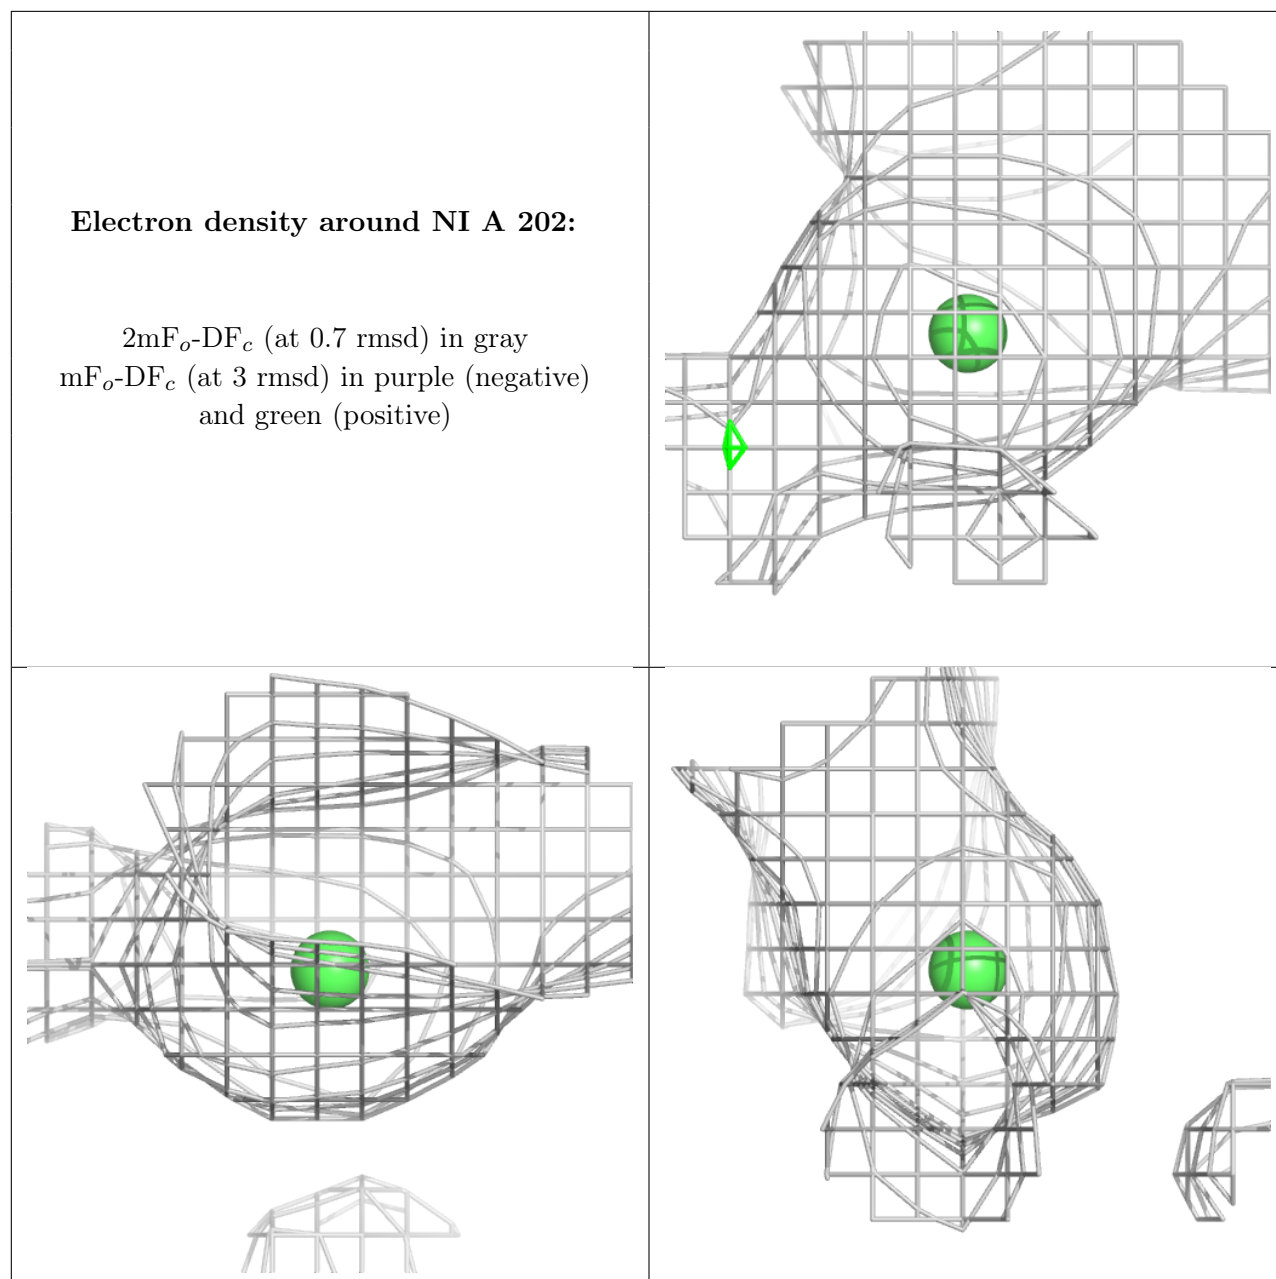 Electron density around NI A 202:
2mFo-DFc (at 0.7 rmsd) in gray
mFo-DFc (at 3 rmsd) in purple (negative)
and green (positive)